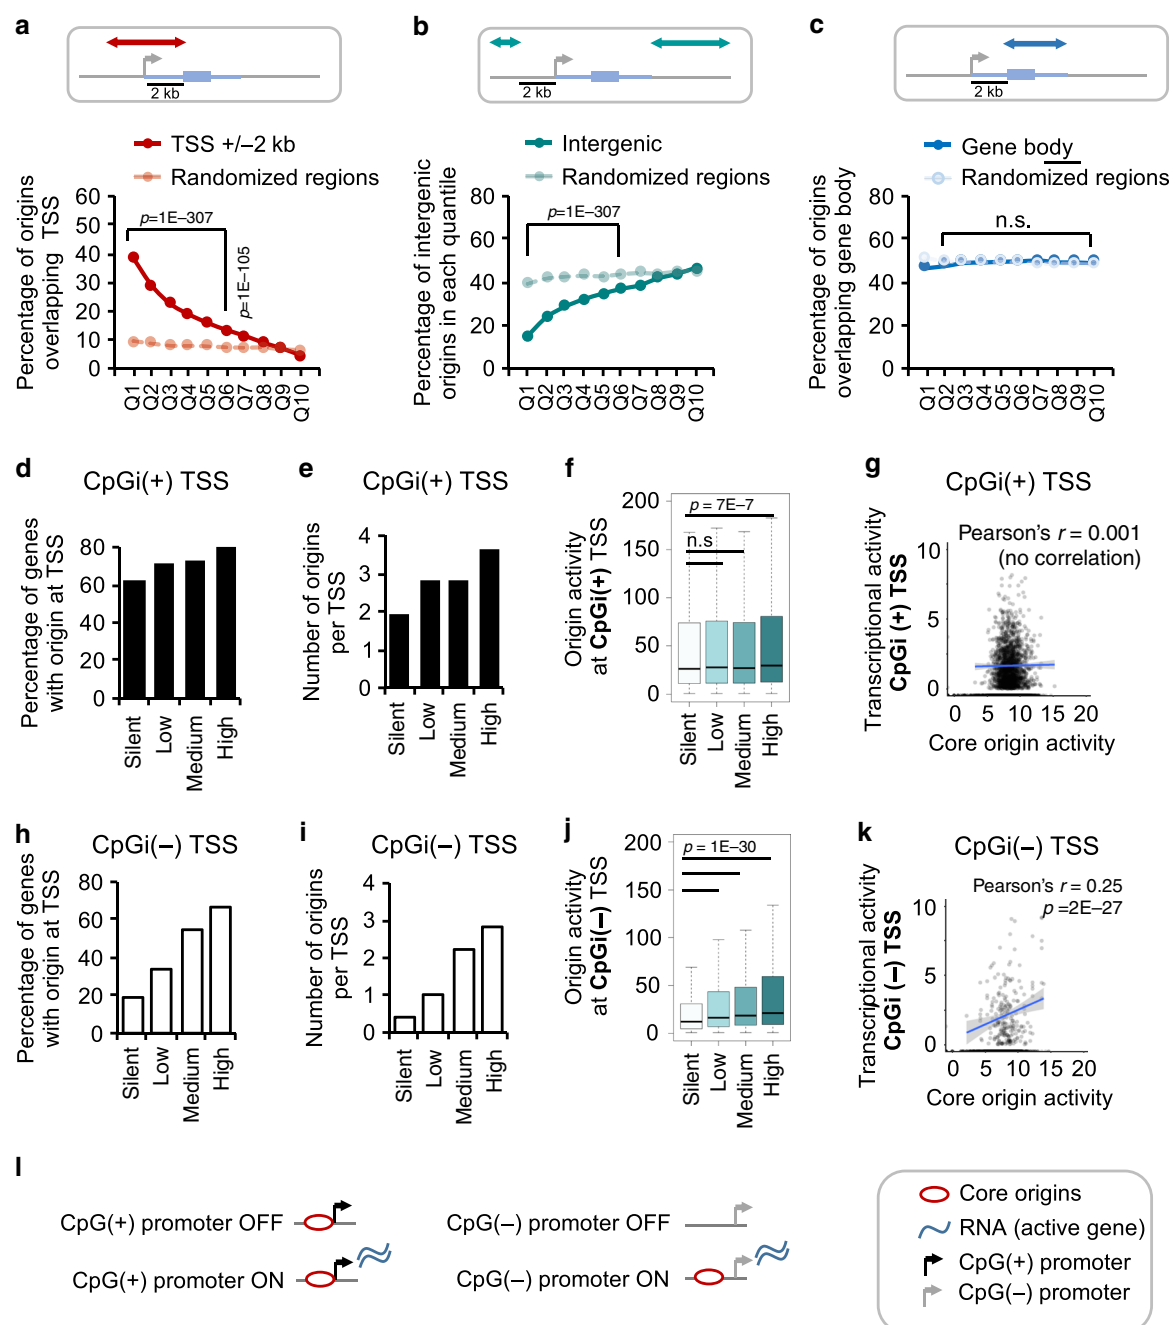 a
2 kb
TSS +/–2 kb
Randomized regions
Percentage of origins
overlapping TSS
60
50
40
30
20
10
0
p=1E–307
p=1E–105
Q1
Q2
Q3
Q4
Q5
Q6
Q7
Q8
Q9
Q10
b
2 kb
Intergenic
Randomized regions
Percentage of intergenic
origins in each quantile
80
60
40
20
0
p=1E–307
Q1
Q2
Q3
Q4
Q5
Q6
Q7
Q8
Q9
Q10
c
2 kb
Gene body
Randomized regions
Percentage of origins
overlapping gene body
80
60
50
40
20
0
n.s.
Q1
Q2
Q3
Q4
Q5
Q6
Q7
Q8
Q9
Q10
d
CpGi(+) TSS
Percentage of genes
with origin at TSS
80
60
40
20
0
Silent
Low
Medium
High
e
CpGi(+) TSS
Number of origins
per TSS
4
3
2
1
0
Silent
Low
Medium
High
f
Origin activity
at CpGi(+) TSS
200
150
100
50
0
p = 7E–7
n.s
Silent
Low
Medium
High
g
CpGi(+) TSS
Transcriptional activity
CpGi (+) TSS
Pearson's r = 0.001
(no correlation)
10
5
0
0 5 10 15 20
Core origin activity
h
CpGi(–) TSS
Percentage of genes
with origin at TSS
80
60
40
20
0
Silent
Low
Medium
High
i
CpGi(–) TSS
Number of origins
per TSS
4
3
2
1
0
Silent
Low
Medium
High
j
Origin activity
at CpGi(–) TSS
200
150
100
50
0
p = 1E–30
Silent
Low
Medium
High
k
CpGi(–) TSS
Transcriptional activity
CpGi (–) TSS
Pearson's r = 0.25
p =2E–27
10
5
0
0 5 10 15 20
Core origin activity
l
CpG(+) promoter OFF
CpG(+) promoter ON
CpG(–) promoter OFF
CpG(–) promoter ON
Core origins
RNA (active gene)
CpG(+) promoter
CpG(–) promoter